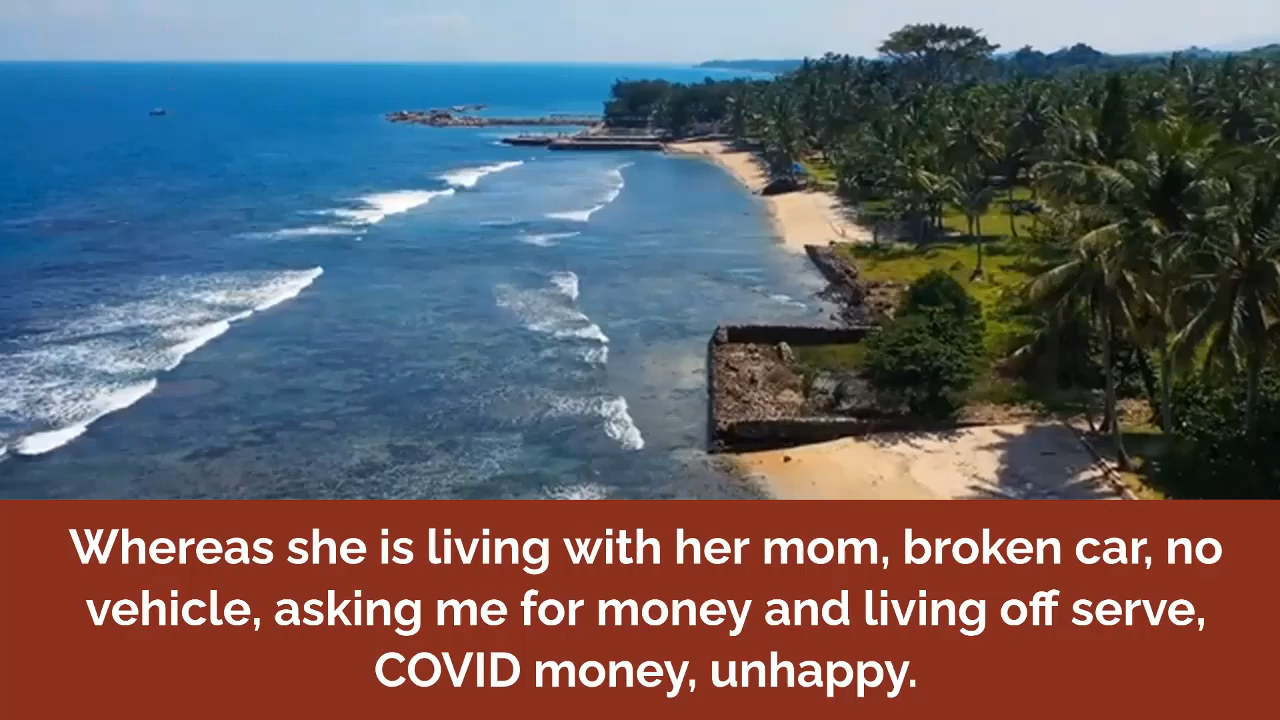 Whereas she is living with her mom, broken car, no
vehicle, asking me for money and living off serve,
COVID money, unhappy.